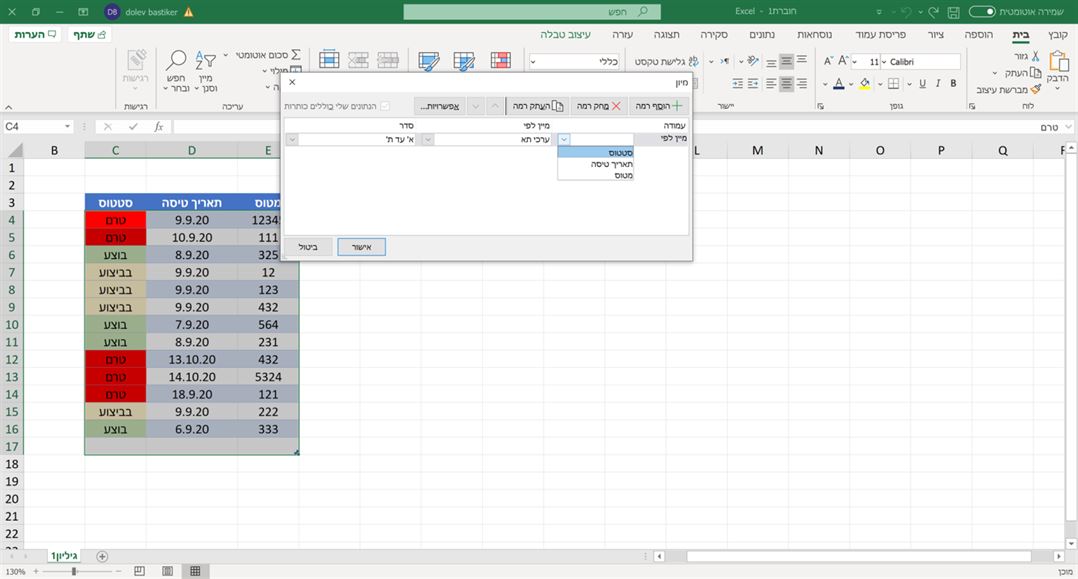 שמירה אוטומטית
חוברת1 - Excel
חפש
dolev bastiker
DB
קובץ
בית
הוספה
ציור
פריסת עמוד
נוסחאות
נתונים
סקירה
תצוגה
עזרה
עיצוב טבלה
שתף
הערות
הדבק
גזור
העתק
מברשת עיצוב
לוח
Calibri
11
B I U
גופן
גלישת טקסט
יישור
כללי
סכום אוטומטי
מילוי
מיין
וסנן
חפש
ובחר
עריכה
רגישות
רגישות
C4
fx
טרם
מיון
הוסף רמה
מחק רמה
העתק רמה
אפשרויות...
הנתונים שלי כוללים כותרות
עמודה
מיין לפי
סדר
מיין לפי
ערכי תא
א' עד ת'
סטטוס
תאריך טיסה
מטוס
אישור
ביטול
B C D E L M N O P Q
1
2
3 סטטוס תאריך טיסה מטוס
4 טרם 9.9.20 12345
5 טרם 10.9.20 111
6 בוצע 8.9.20 325
7 בביצוע 9.9.20 12
8 בביצוע 9.9.20 123
9 בביצוע 9.9.20 432
10 בוצע 7.9.20 564
11 בוצע 8.9.20 231
12 טרם 13.10.20 432
13 טרם 14.10.20 5324
14 טרם 18.9.20 121
15 בביצוע 9.9.20 222
16 בוצע 6.9.20 333
17
18
19
20
21
22
גיליון1
מוכן
130%